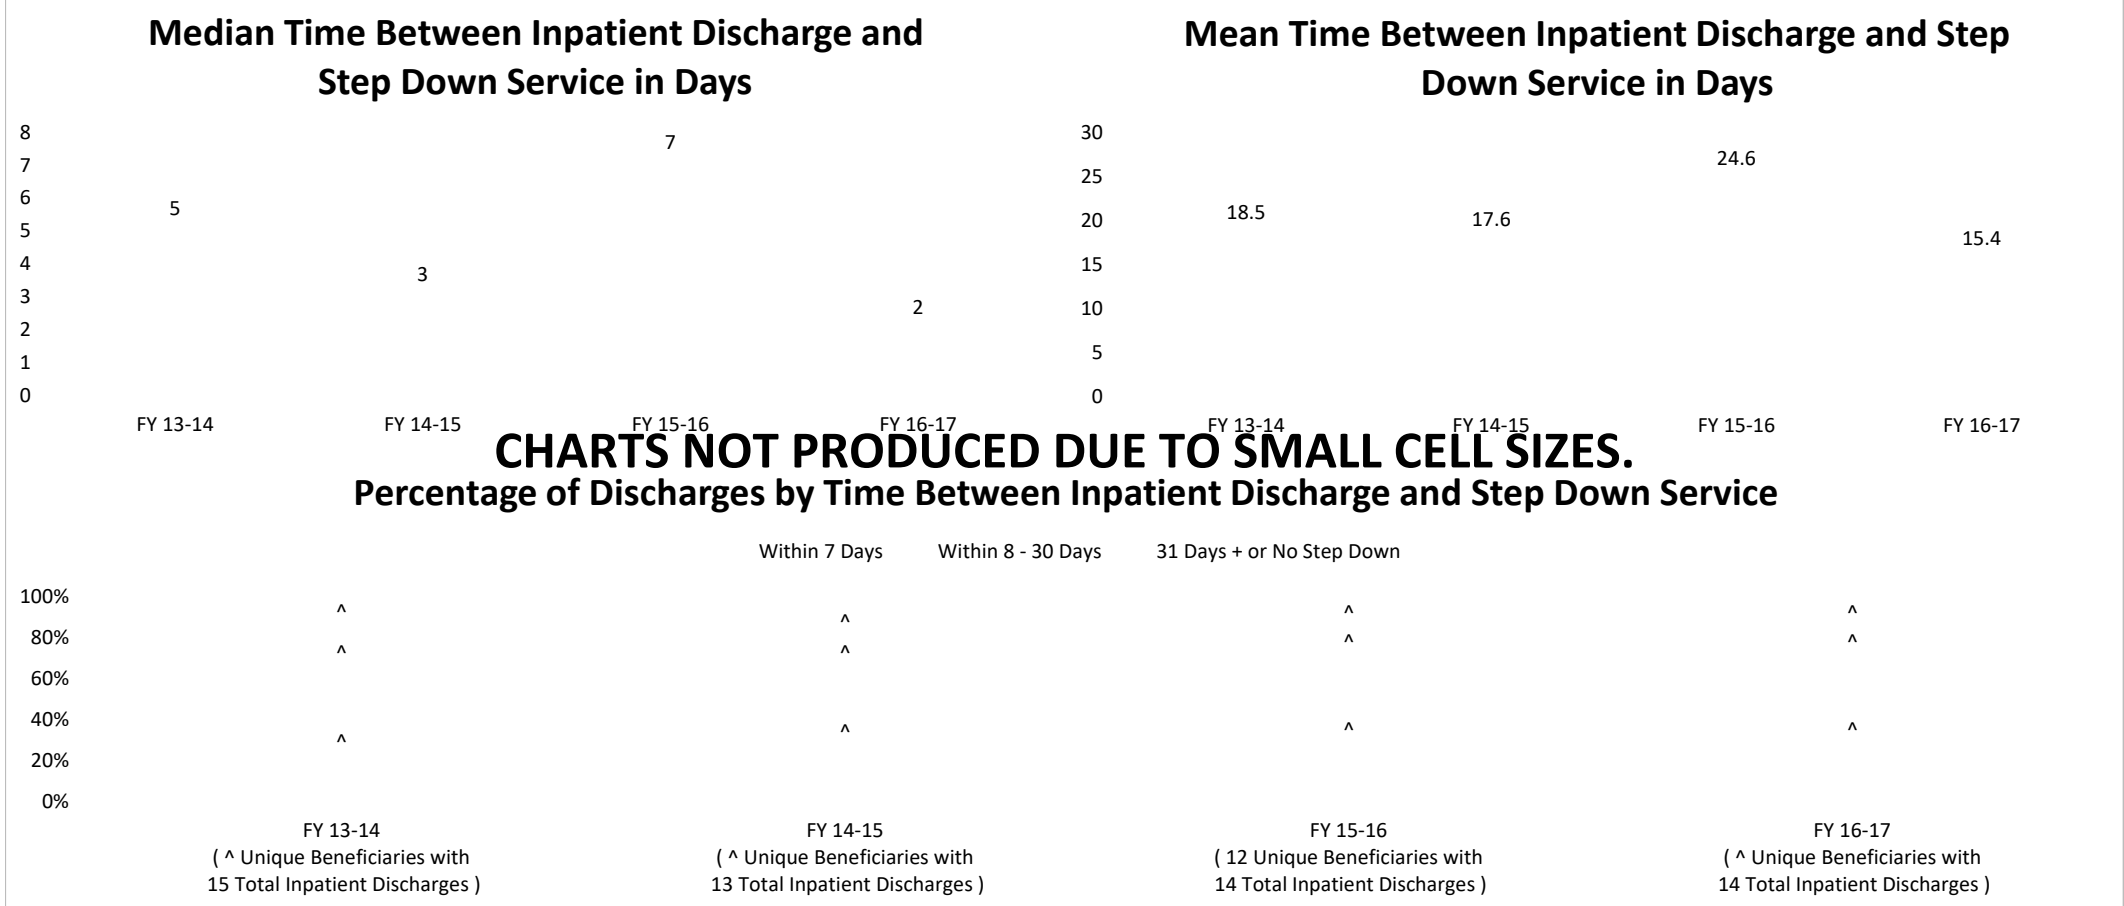 Median Time Between Inpatient Discharge and
Step Down Service in Days
8
7
6
5
4
3
2
1
0
5
3
7
2
FY 13-14
FY 14-15
FY 15-16
FY 16-17
Mean Time Between Inpatient Discharge and Step
Down Service in Days
30
25
20
15
10
5
0
18.5
17.6
24.6
15.4
FY 13-14
FY 14-15
FY 15-16
FY 16-17
CHARTS NOT PRODUCED DUE TO SMALL CELL SIZES.
Percentage of Discharges by Time Between Inpatient Discharge and Step Down Service
Within 7 Days
Within 8 - 30 Days
31 Days + or No Step Down
100%
80%
60%
40%
20%
0%
^
^
^
^
^
^
^
^
^
^
^
^
FY 13-14
( ^ Unique Beneficiaries with
15 Total Inpatient Discharges )
FY 14-15
( ^ Unique Beneficiaries with
13 Total Inpatient Discharges )
FY 15-16
( 12 Unique Beneficiaries with
14 Total Inpatient Discharges )
FY 16-17
( ^ Unique Beneficiaries with
14 Total Inpatient Discharges )